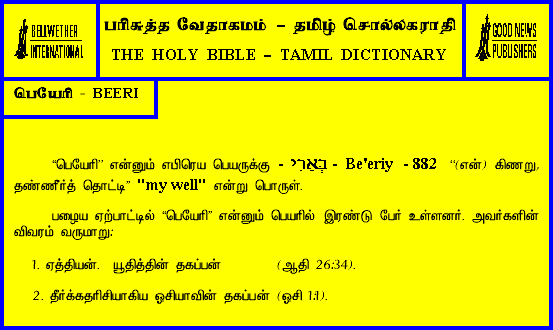 BELLWETHER
INTERNATIONAL
பரிசுத்த வேதாகமம் – தமிழ் சொல்லகராதி
THE HOLY BIBLE – TAMIL DICTIONARY
GOOD NEWS
PUBLISHERS
பெயேரி - BEERI
“பெயேரி” என்னும் எபிரெய பெயருக்கு - בְּאֵרִי - Be'eriy - 882 “(என்) கிணறு,
தண்ணீர்த் தொட்டி” "my well" என்று பொருள்.
பழைய ஏற்பாட்டில் “பெயேரி” என்னும் பெயரில் இரண்டு பேர் உள்ளனர். அவர்களின்
விவரம் வருமாறு:
1. ஏத்தியன். யூதித்தின் தகப்பன் (ஆதி 26:34).
2. தீர்க்கதரிசியாகிய ஓசியாவின் தகப்பன் (ஓசி 1:1).